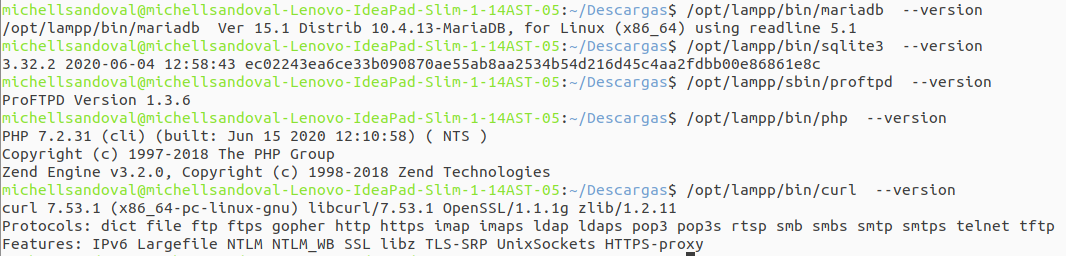 michellsandoval@michellsandoval-Lenovo-IdeaPad-Slim-1-14AST-05:~/Descargas$ /opt/lampp/bin/mariadb  --version
/opt/lampp/bin/mariadb  Ver 15.1 Distrib 10.4.13-MariaDB, for Linux (x86_64) using readline 5.1
michellsandoval@michellsandoval-Lenovo-IdeaPad-Slim-1-14AST-05:~/Descargas$ /opt/lampp/bin/sqlite3  --version
3.32.2 2020-06-04 12:58:43 ec02243ea6ce33b090870ae55ab8aa2534b54d216d45c4aa2fdbb00e86861e8c
michellsandoval@michellsandoval-Lenovo-IdeaPad-Slim-1-14AST-05:~/Descargas$ /opt/lampp/sbin/proftpd  --version
ProFTPD Version 1.3.6
michellsandoval@michellsandoval-Lenovo-IdeaPad-Slim-1-14AST-05:~/Descargas$ /opt/lampp/bin/php  --version
PHP 7.2.31 (cli) (built: Jun 15 2020 12:10:58) ( NTS )
Copyright (c) 1997-2018 The PHP Group
Zend Engine v3.2.0, Copyright (c) 1998-2018 Zend Technologies
michellsandoval@michellsandoval-Lenovo-IdeaPad-Slim-1-14AST-05:~/Descargas$ /opt/lampp/bin/curl  --version
curl 7.53.1 (x86_64-pc-linux-gnu) libcurl/7.53.1 OpenSSL/1.1.1g zlib/1.2.11
Protocols: dict file ftp ftps gopher http https imap imaps ldap ldaps pop3 pop3s rtsp smb smbs smtp smtps telnet tftp
Features: IPv6 Largefile NTLM NTLM_WB SSL libz TLS-SRP UnixSockets HTTPS-proxy